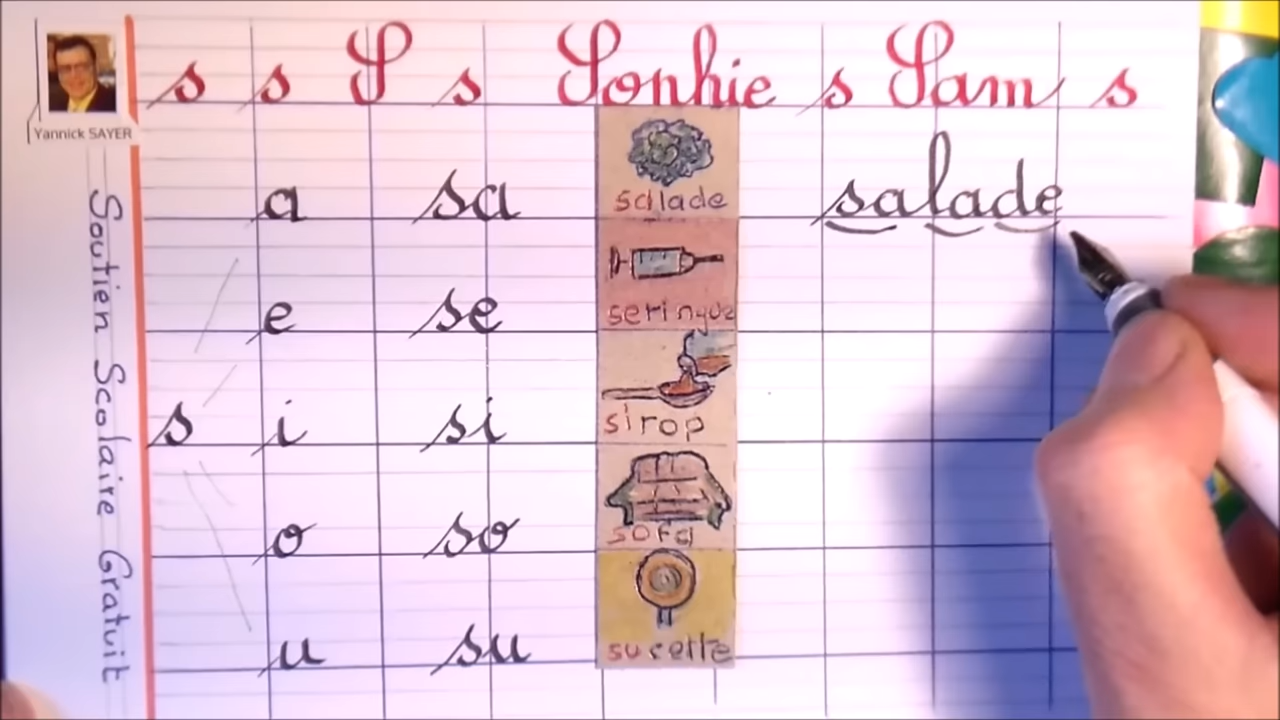 s s S s Sophie s Sam s
Yannick SAYER
Soutien Scolaire Gratuit
a sa salade salade
e se seringue
s i si sirop
o so sofa
u su sucette